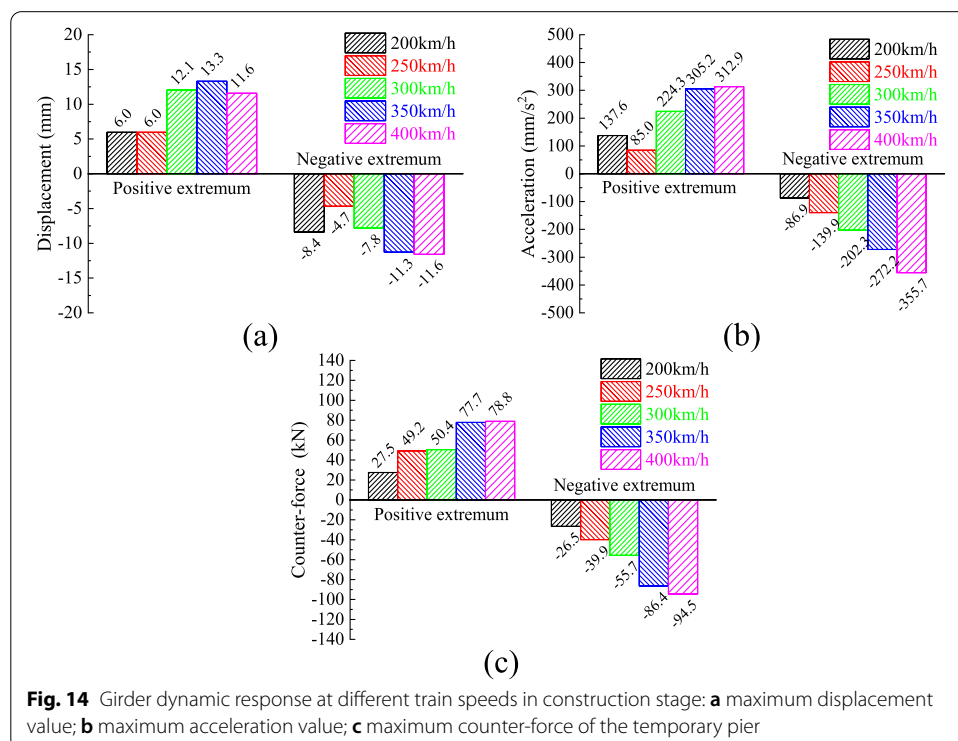 20
15
10
5
0
-5
-10
-15
-20
Displacement (mm)
200km/h
250km/h
300km/h
350km/h
400km/h
6.0
6.0
12.1
13.3
11.6
Positive extremum
Negative extremum
-8.4
-4.7
-7.8
-11.3
-11.6
(a)
500
400
300
200
100
0
-100
-200
-300
-400
-500
Acceleration (mm/s²)
200km/h
250km/h
300km/h
350km/h
400km/h
137.6
85.0
224.3
305.2
312.9
Positive extremum
Negative extremum
-86.9
-139.9
-202.3
-272.2
-355.7
(b)
140
120
100
80
60
40
20
0
-20
-40
-60
-80
-100
-120
-140
Counter-force (kN)
200km/h
250km/h
300km/h
350km/h
400km/h
27.5
49.2
50.4
77.7
78.8
Positive extremum
Negative extremum
-26.5
-39.9
-55.7
-86.4
-94.5
(c)
Fig. 14 Girder dynamic response at different train speeds in construction stage: a maximum displacement
value; b maximum acceleration value; c maximum counter-force of the temporary pier